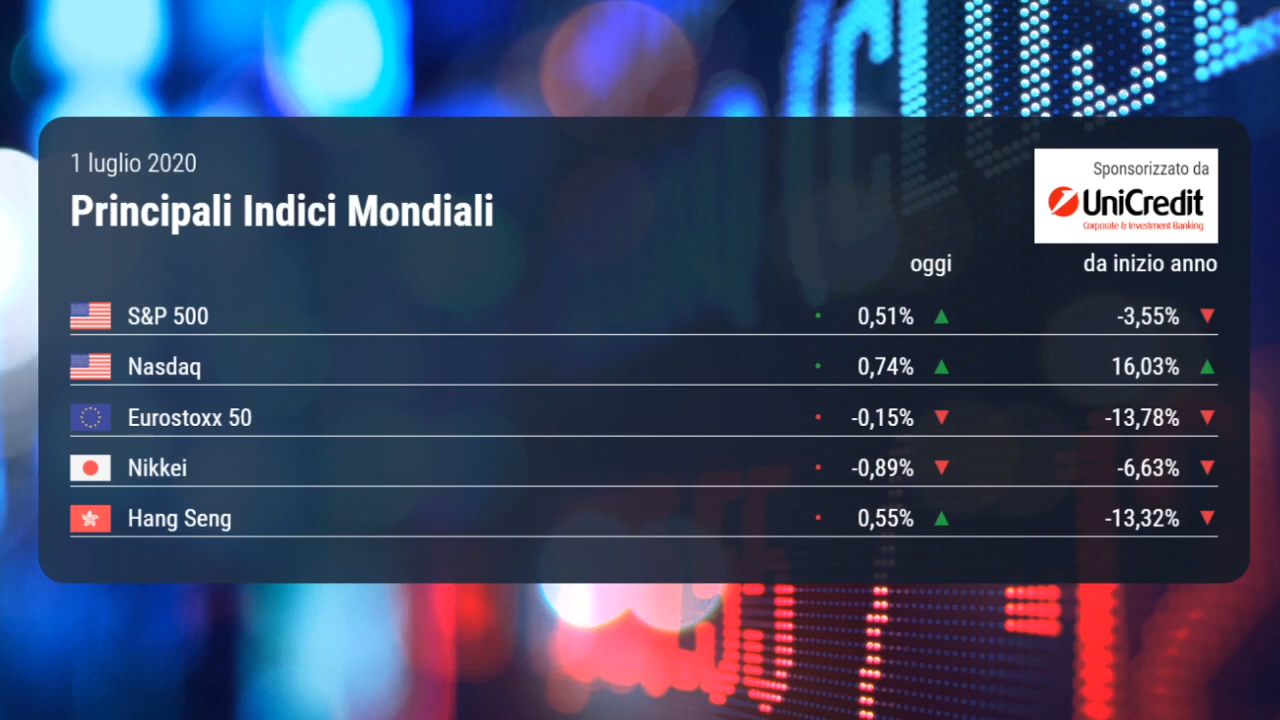 1 luglio 2020
Principali Indici Mondiali
Sponsorizzato da
UniCredit
Corporate & Investment Banking
oggi da inizio anno
S&P 500 0,51% -3,55%
Nasdaq 0,74% 16,03%
Eurostoxx 50 -0,15% -13,78%
Nikkei -0,89% -6,63%
Hang Seng 0,55% -13,32%